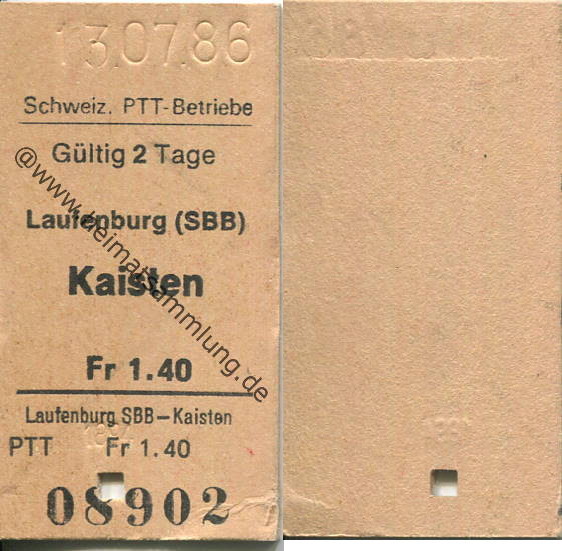 13.07.86
Schweiz. PTT-Betriebe
Gültig 2 Tage
Laufenburg (SBB)
Kaisten
Fr 1.40
Laufenburg SBB–Kaisten
PTT Fr 1.40
08902
@www.heimatsammlung.de